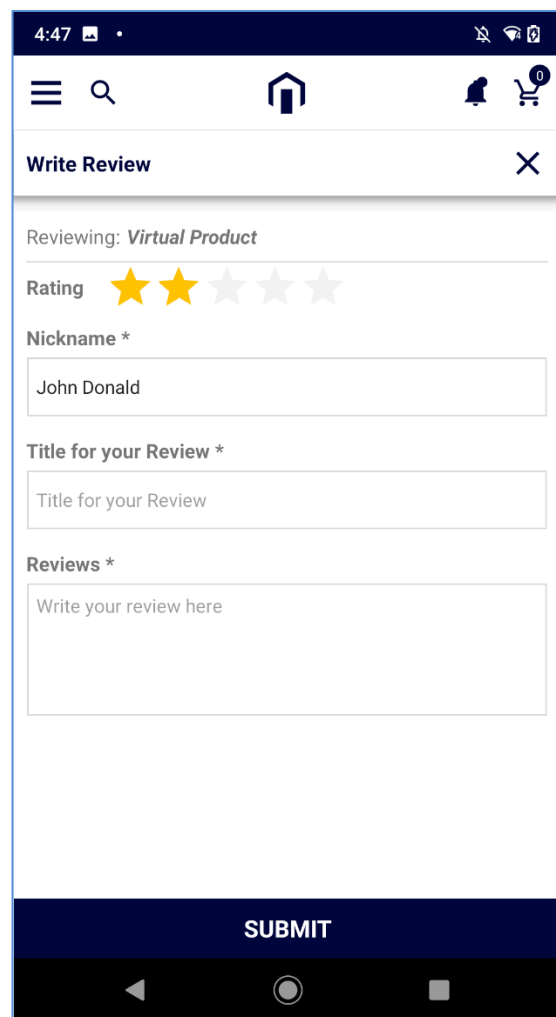 4:47
0
Write Review
Reviewing: Virtual Product
Rating
Nickname *
John Donald
Title for your Review *
Title for your Review
Reviews *
Write your review here
SUBMIT